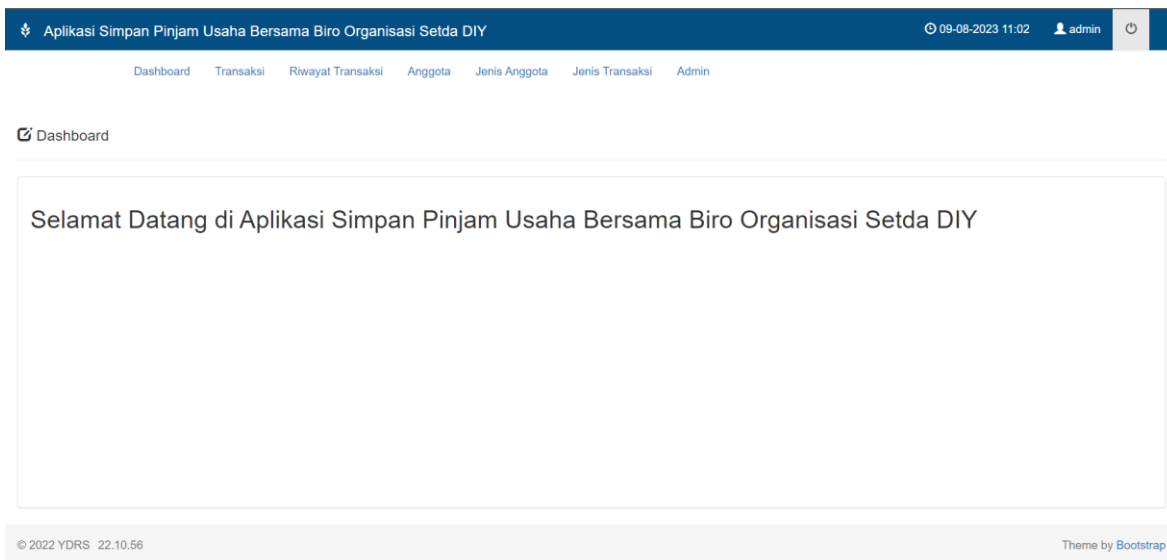 Aplikasi Simpan Pinjam Usaha Bersama Biro Organisasi Setda DIY 09-08-2023 11:02 admin
Dashboard Transaksi Riwayat Transaksi Anggota Jenis Anggota Jenis Transaksi Admin
Dashboard
Selamat Datang di Aplikasi Simpan Pinjam Usaha Bersama Biro Organisasi Setda DIY
© 2022 YDRS 22.10.56 Theme by Bootstrap